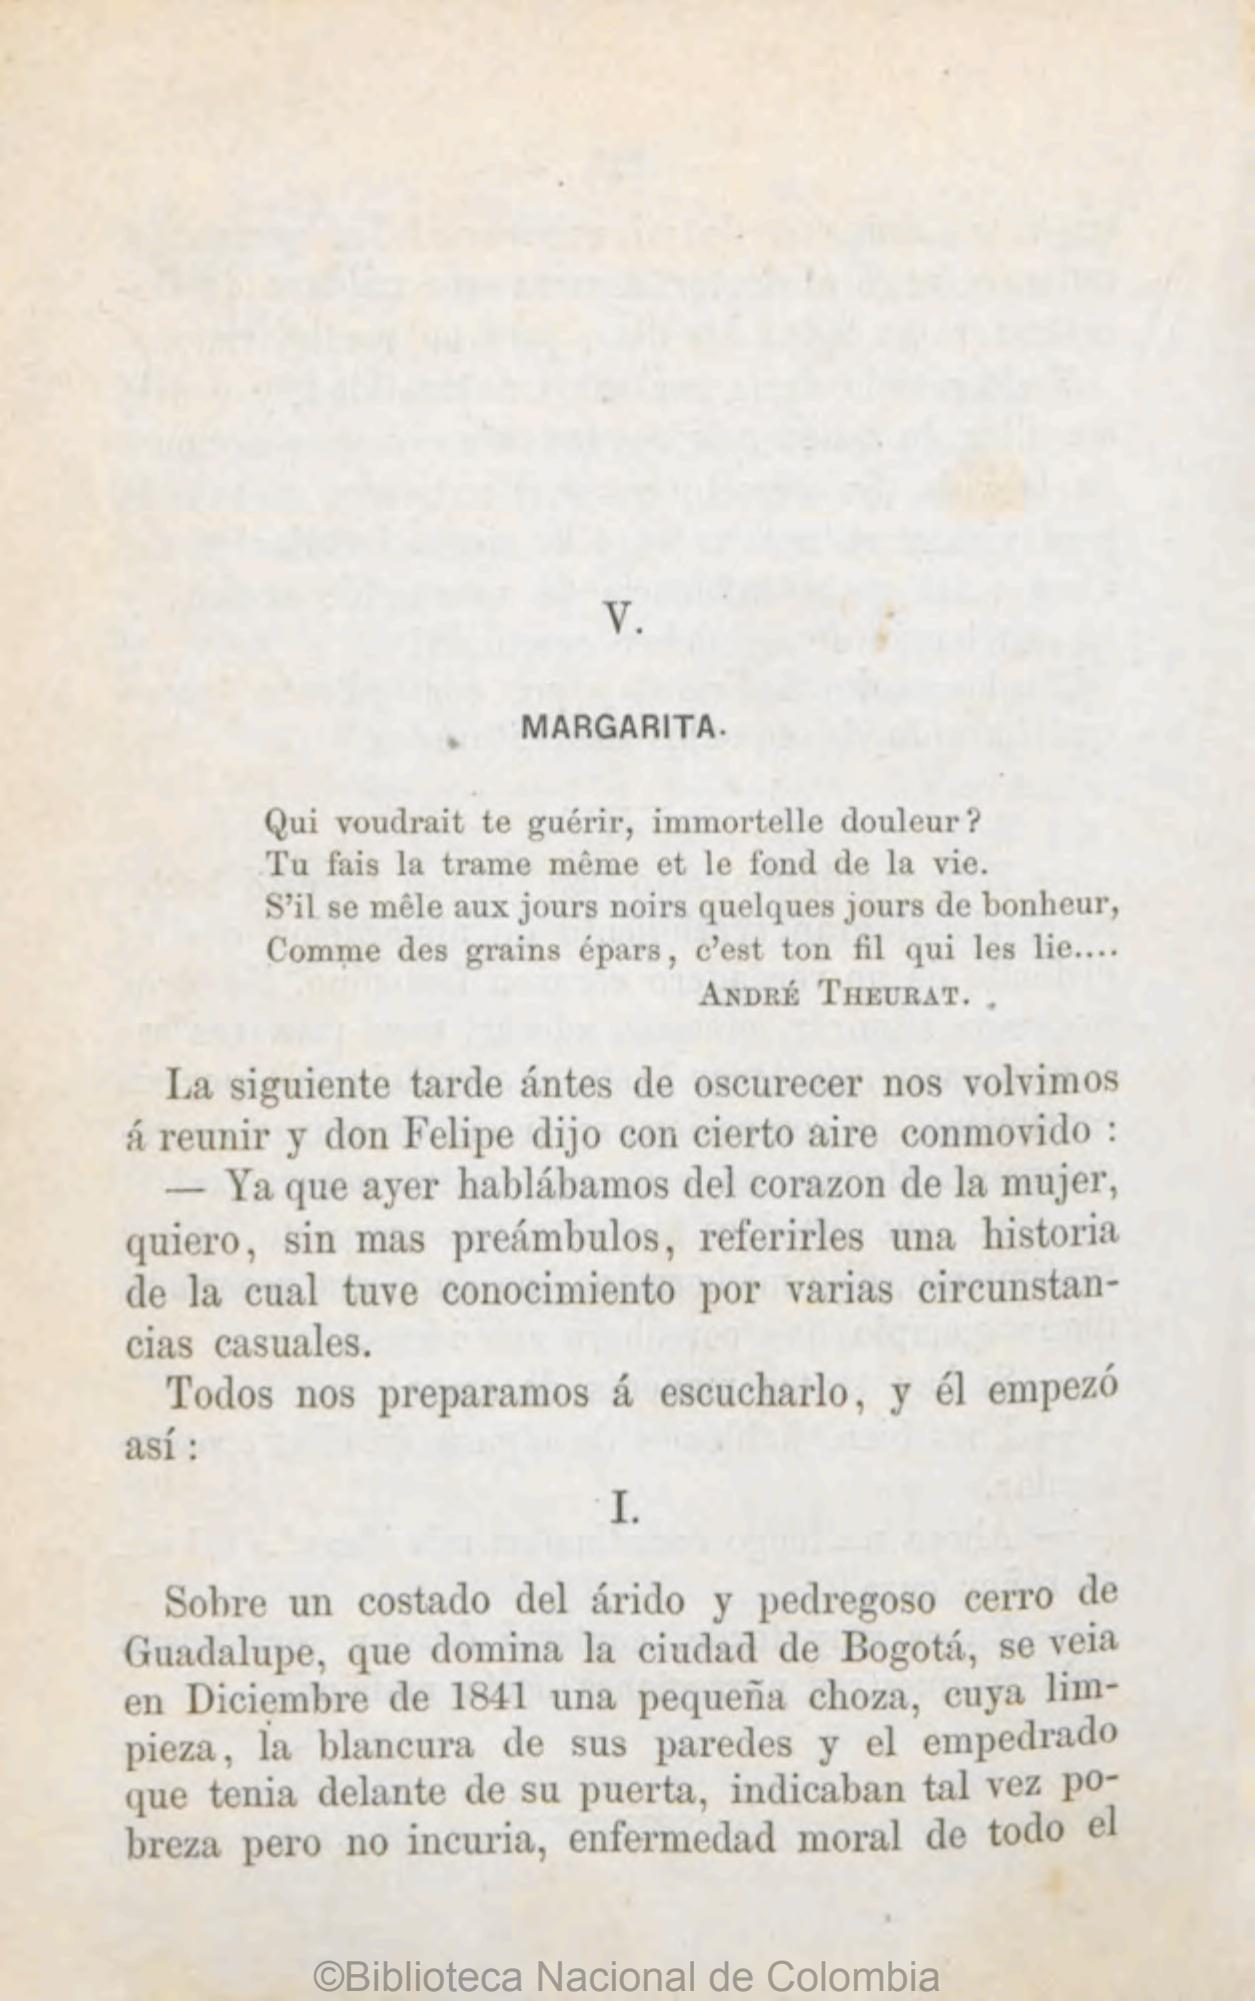 V.
MARGARITA.
Qui voudrait te guérir, immortelle douleur?
Tu fais la trame même et le fond de la vie.
S'il se mêle aux jours noirs quelques jours de bonheur,
Comme des grains épars, c'est ton fil qui les lie....
ANDRÉ THEURAT.
La siguiente tarde ántes de oscurecer nos volvimos
á reunir y don Felipe dijo con cierto aire conmovido :
— Ya que ayer hablábamos del corazon de la mujer,
quiero, sin mas preámbulos, referirles una historia
de la cual tuve conocimiento por varias circunstan-
cias casuales.
Todos nos preparamos á escucharlo, y él empezó
así :
I.
Sobre un costado del árido y pedregoso cerro de
Guadalupe, que domina la ciudad de Bogotá, se veia
en Diciembre de 1841 una pequeña choza, cuya lim-
pieza, la blancura de sus paredes y el empedrado
que tenia delante de su puerta, indicaban tal vez po-
breza pero no incuria, enfermedad moral de todo el
©Biblioteca Nacional de Colombia